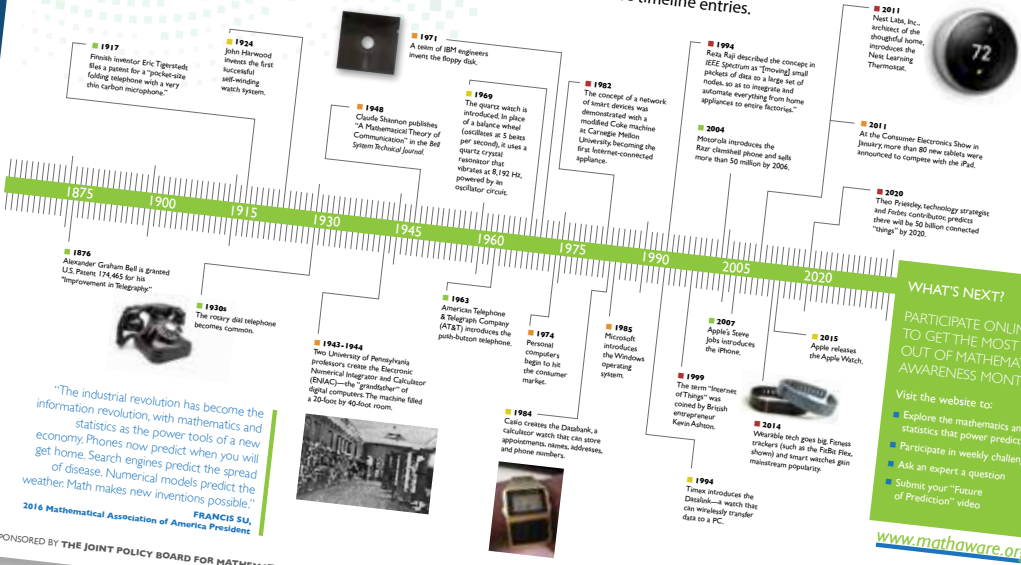 timeline entries.
1917
Finnish inventor Eric Tigerstedt
files a patent for a “pocket-size
folding telephone with a very
thin carbon microphone.”
1924
John Harwood
invents the first
successful
self-winding
watch system.
1971
A team of IBM engineers
invent the floppy disk.
1948
Claude Shannon publishes
“A Mathematical Theory of
Communication” in the Bell
System Technical Journal.
1969
The quartz watch is
introduced. In place
of a balance wheel
(oscillates at 5 beats
per second), it uses a
quartz crystal
resonator that
vibrates at 8,192 Hz,
powered by an
oscillator circuit.
1982
The concept of a network
of smart devices was
demonstrated with a
modified Coke machine
at Carnegie Mellon
University, becoming the
first Internet-connected
appliance.
1994
Reza Raji described the concept in
IEEE Spectrum as “[moving] small
packets of data to a large set of
nodes, so as to integrate and
automate everything from home
appliances to entire factories.”
2004
Motorola introduces the
Razr clamshell phone and sells
more than 50 million by 2006.
2011
Nest Labs, Inc.,
architect of the
thoughtful home,
introduces the
Nest Learning
Thermostat.
72
2011
At the Consumer Electronics Show in
January, more than 80 new tablets were
announced to compete with the iPad.
2020
Theo Priestley, technology strategist
and Forbes contributor, predicts
there will be 50 billion connected
“things” by 2020.
1875 1900 1915 1930 1945 1960 1975 1990 2005 2020
1876
Alexander Graham Bell is granted
U.S. Patent 174,465 for his
“Improvement in Telegraphy.”
1930s
The rotary dial telephone
becomes common.
1943-1944
Two University of Pennsylvania
professors create the Electronic
Numerical Integrator and Calculator
(ENIAC)—the “grandfather” of
digital computers. The machine filled
a 20-foot by 40-foot room.
1963
American Telephone
& Telegraph Company
(AT&T) introduces the
push-button telephone.
1974
Personal
computers
begin to hit
the consumer
market.
1984
Casio creates the Databank, a
calculator watch that can store
appointments, names, addresses,
and phone numbers.
1985
Microsoft
introduces
the Windows
operating
system.
2007
Apple’s Steve
Jobs introduces
the iPhone.
1999
The term “Internet
of Things” was
coined by British
entrepreneur
Kevin Ashton.
2015
Apple releases
the Apple Watch.
2014
Wearable tech goes big. Fitness
trackers (such as the FitBit Flex,
shown) and smart watches gain
mainstream popularity.
1994
Timex introduces the
Datalink—a watch that
can wirelessly transfer
data to a PC.
“The industrial revolution has become the
information revolution, with mathematics and
statistics as the power tools of a new
economy. Phones now predict when you will
get home. Search engines predict the spread
of disease. Numerical models predict the
weather. Math makes new inventions possible.”
FRANCIS SU,
2016 Mathematical Association of America President
PONSORED BY THE JOINT POLICY BOARD FOR MATHEM
WHAT’S NEXT?
PARTICIPATE ONLIN
TO GET THE MOST
OUT OF MATHEMAT
AWARENESS MONT
Visit the website to:
Explore the mathematics an
statistics that power predict
Participate in weekly challen
Ask an expert a question
Submit your “Future
of Prediction” video
www.mathaware.or